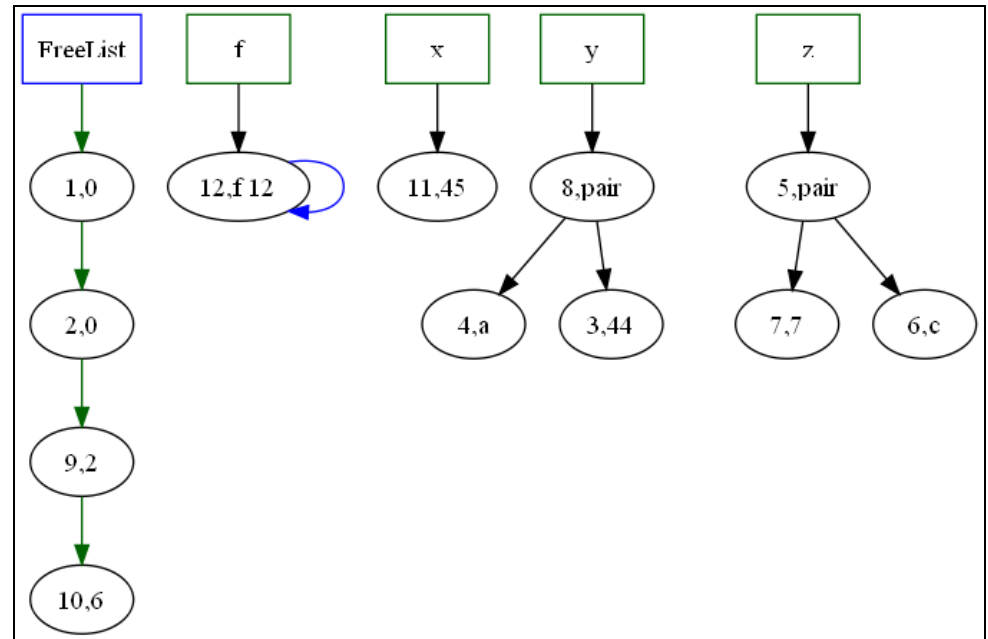 FreeList f x y z
1,0 12,f 12 11,45 8,pair 5,pair
2,0 4,a 3,44 7,7 6,c
9,2
10,6